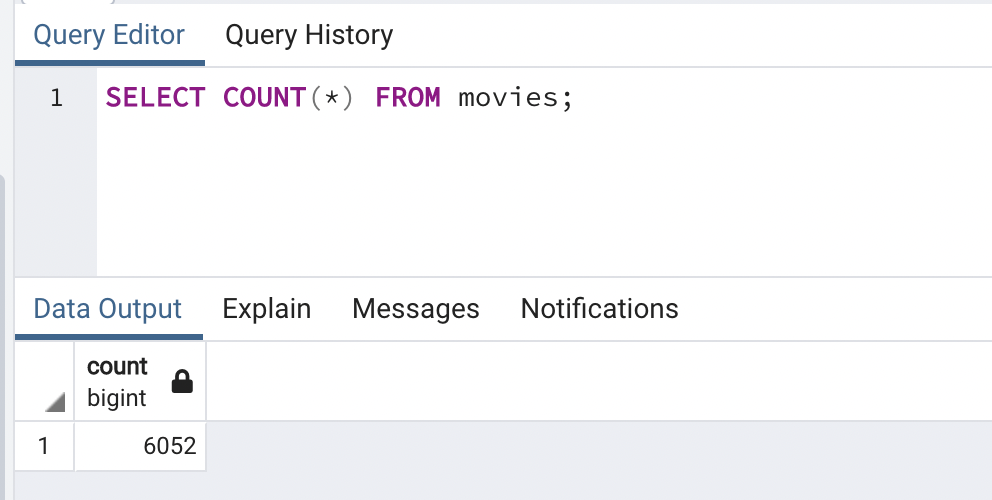 Query Editor Query History
1 SELECT COUNT(*) FROM movies;
Data Output Explain Messages Notifications
count
bigint
1 6052